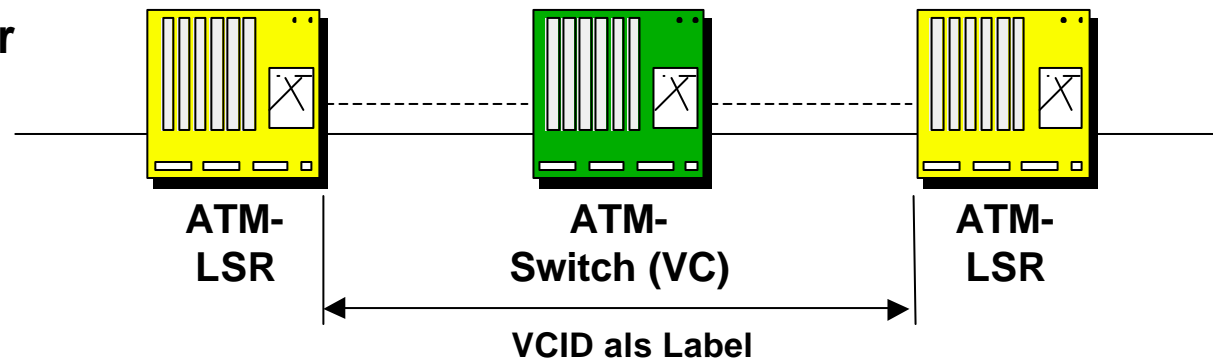 r
ATM-
LSR
ATM-
Switch (VC)
ATM-
LSR
VCID als Label